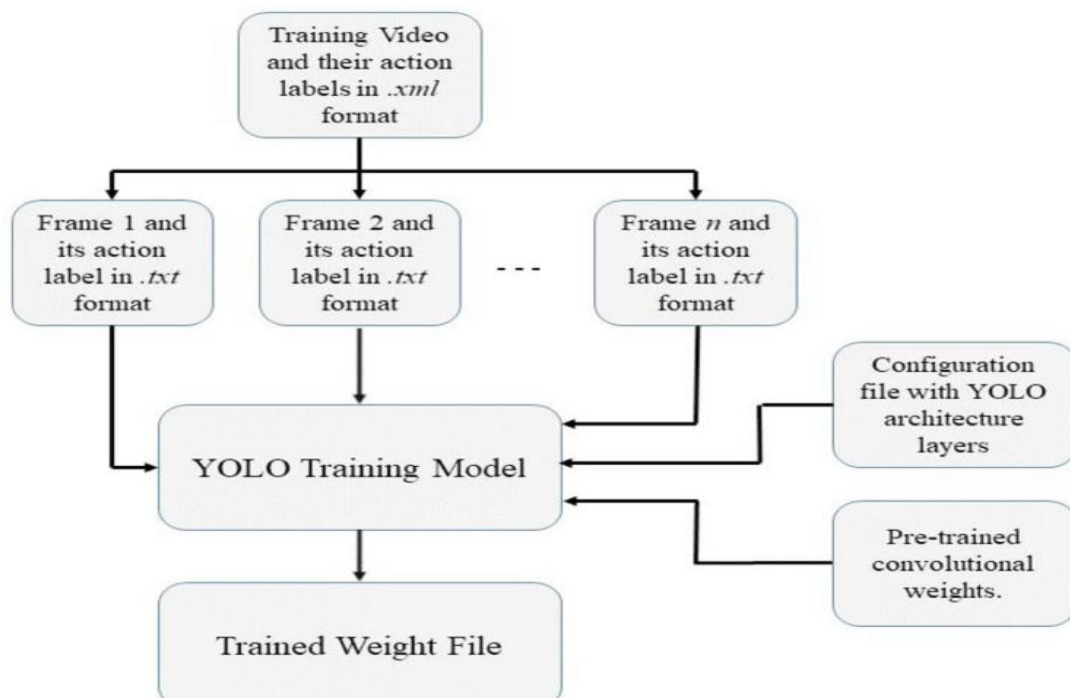 Training Video
and their action
labels in .xml
format
Frame 1 and
its action
label in .txt
format
Frame 2 and
its action
label in .txt
format
- - -
Frame n and
its action
label in .txt
format
Configuration
file with YOLO
architecture
layers
YOLO Training Model
Pre-trained
convolutional
weights.
Trained Weight File